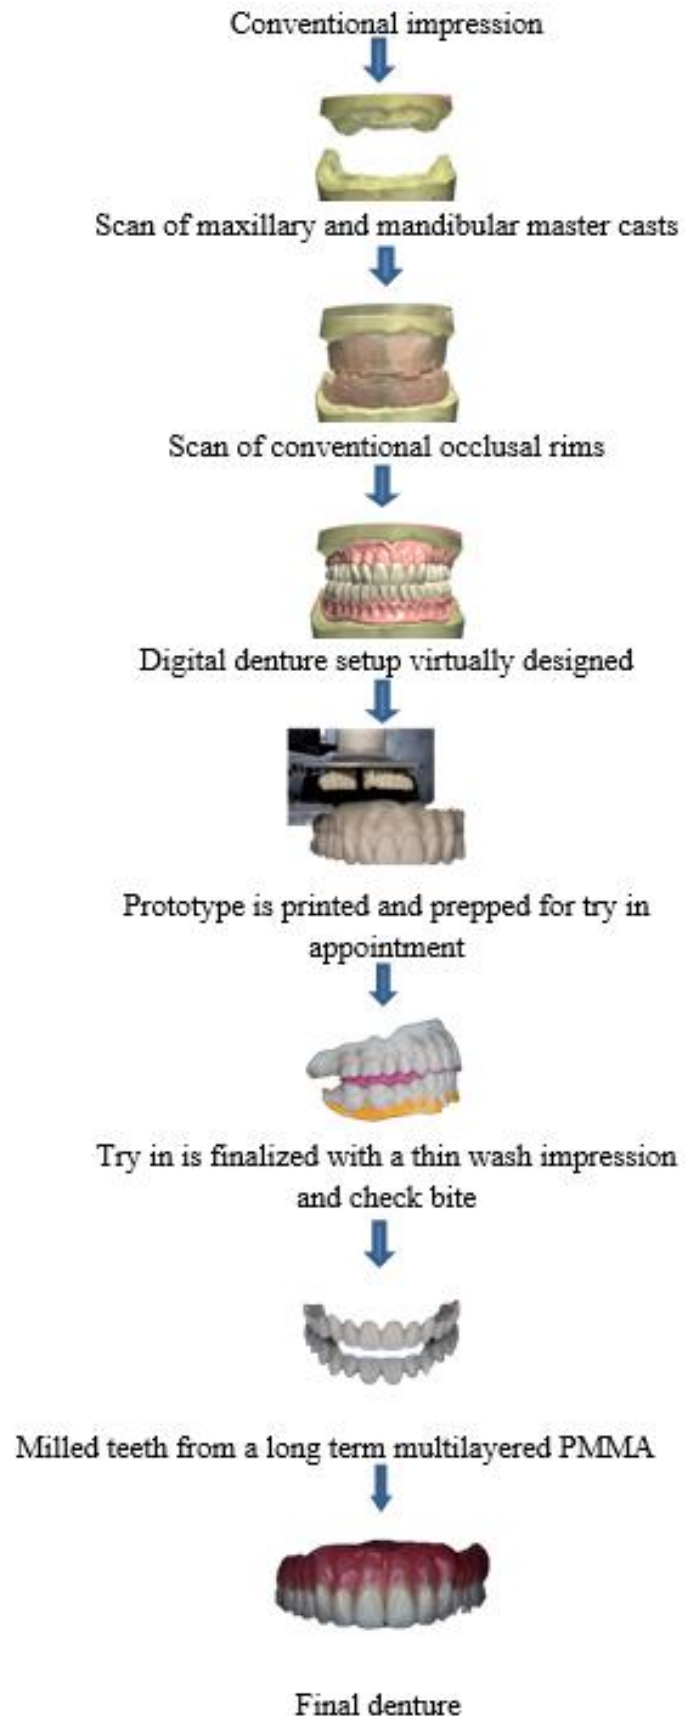 Conventional impression
Scan of maxillary and mandibular master casts
Scan of conventional occlusal rims
Digital denture setup virtually designed
Prototype is printed and prepped for try in
appointment
Try in is finalized with a thin wash impression
and check bite
Milled teeth from a long term multilayered PMMA
Final denture